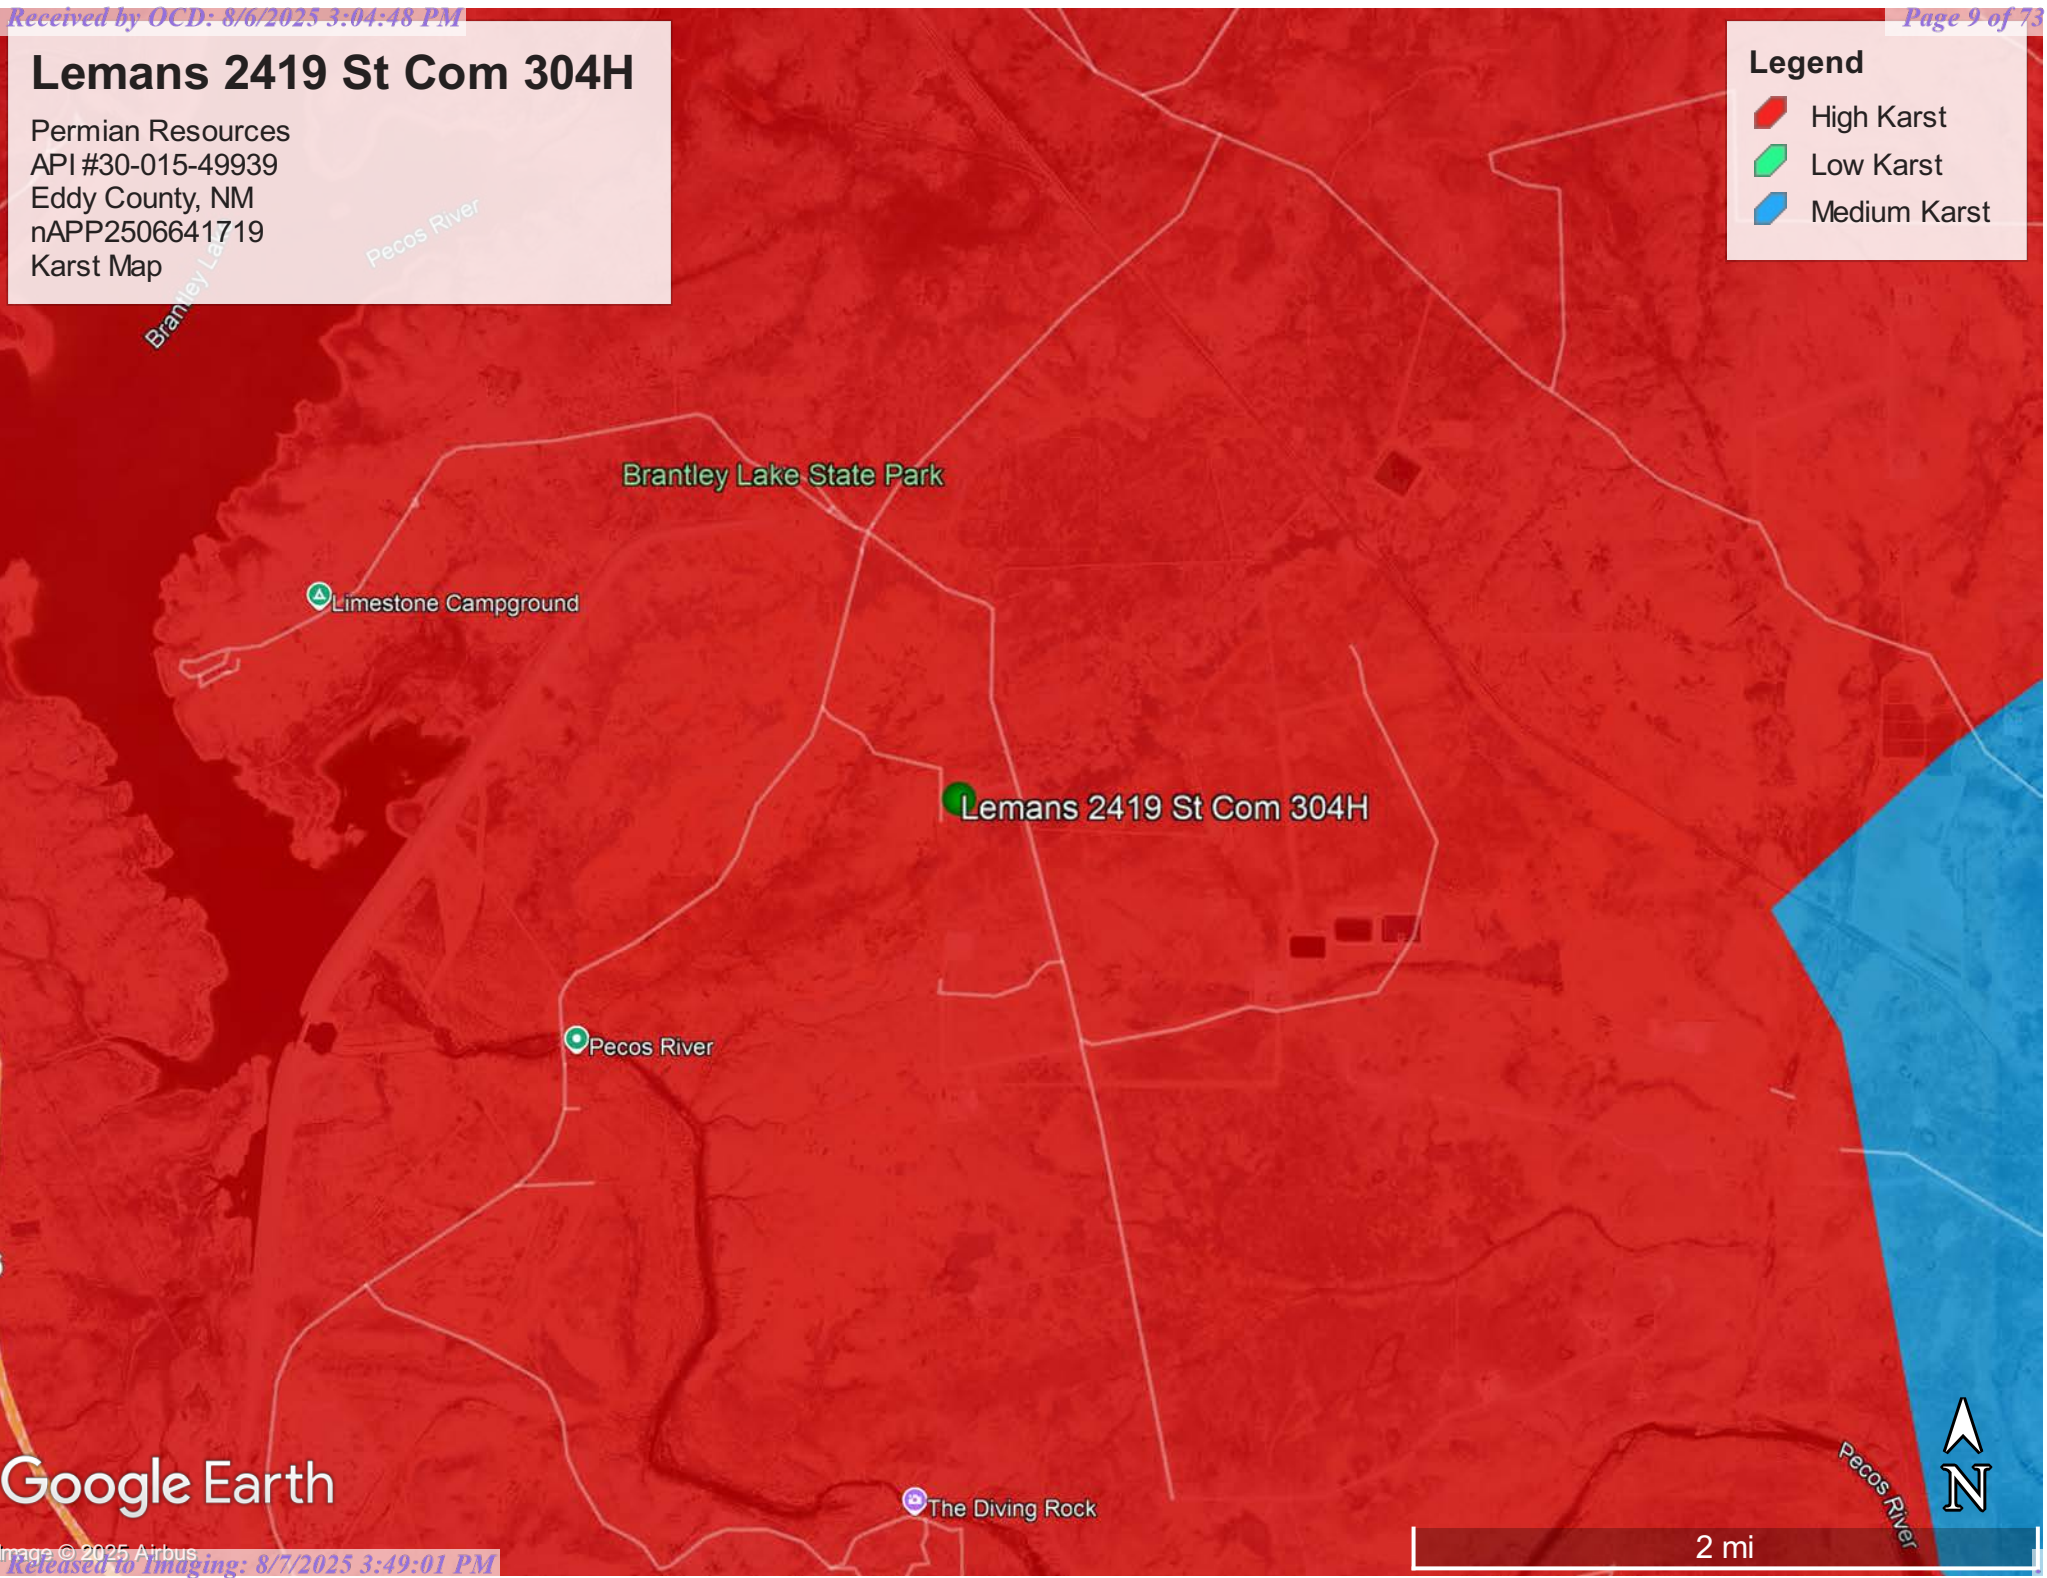 Received by OCD: 8/6/2025 3:04:48 PM
Page 9 of 73
Lemans 2419 St Com 304H
Permian Resources
API #30-015-49939
Eddy County, NM
nAPP2506641719
Karst Map
Legend
High Karst
Low Karst
Medium Karst
Pecos River
Brantley Lake
Brantley Lake State Park
Limestone Campground
Lemans 2419 St Com 304H
Pecos River
The Diving Rock
Pecos River
N
Google Earth
2 mi
Image © 2025 Airbus
Released to Imaging: 8/7/2025 3:49:01 PM